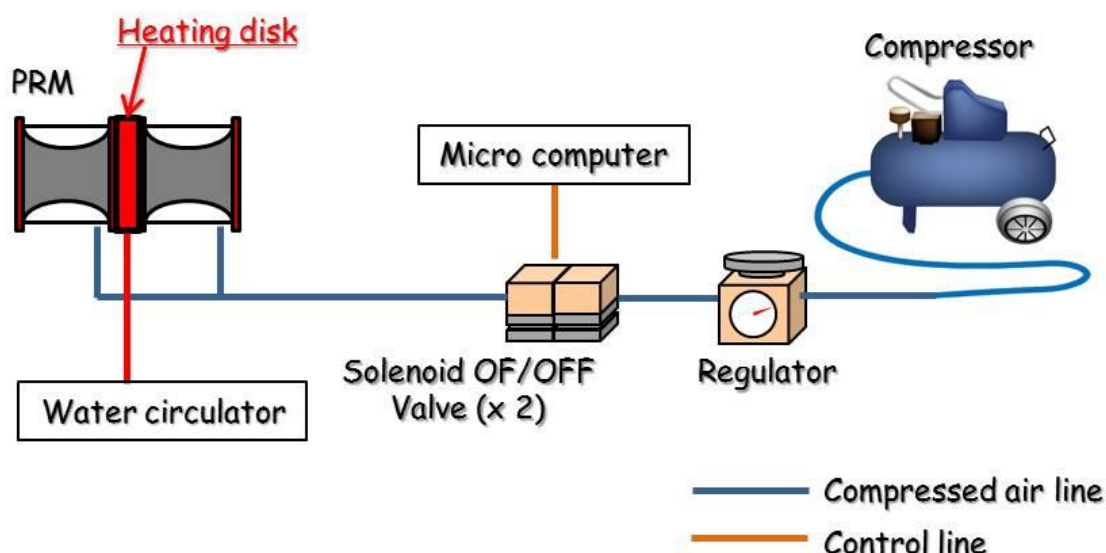 Heating disk
PRM
Compressor
Micro computer
Solenoid OF/OFF
Valve (x 2)
Regulator
Water circulator
Compressed air line
Control line